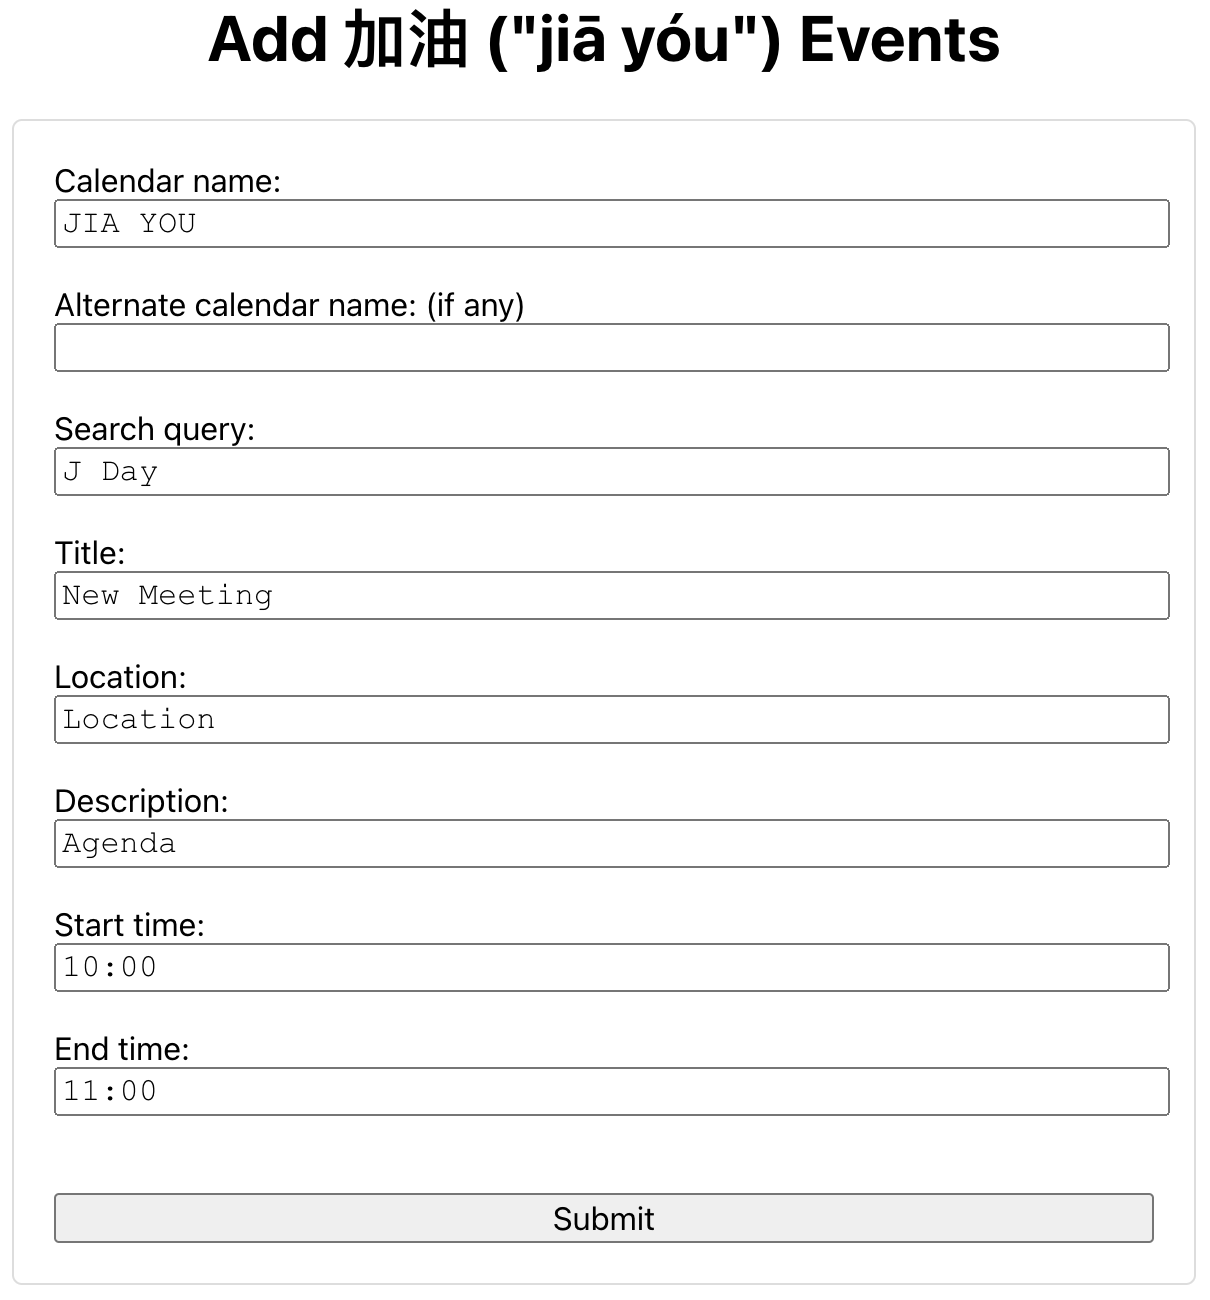 Add 加油 ("jiā yóu") Events
Calendar name:
JIA YOU
Alternate calendar name: (if any)
Search query:
J Day
Title:
New Meeting
Location:
Location
Description:
Agenda
Start time:
10:00
End time:
11:00
Submit